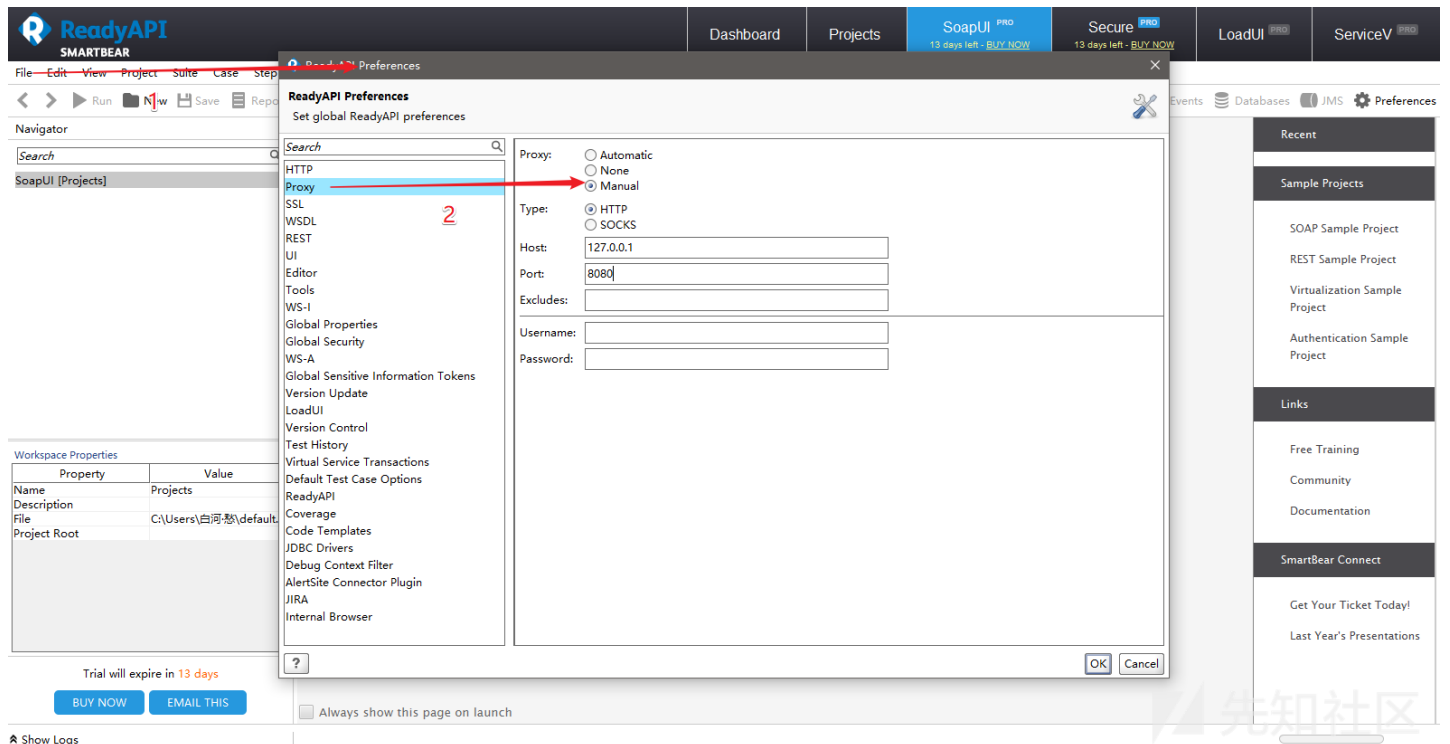 ReadyAPI
SMARTBEAR
Dashboard
Projects
SoapUI PRO
13 days left - BUY NOW
Secure PRO
13 days left - BUY NOW
LoadUI PRO
ServiceV PRO
File Edit View Project Suite Case Step
1
Run New Save Repo
Events Databases JMS Preferences
Navigator
Search
SoapUI [Projects]
ReadyAPI Preferences
ReadyAPI Preferences
Set global ReadyAPI preferences
Search
HTTP
Proxy
SSL
WSDL
REST
UI
Editor
Tools
WS-I
Global Properties
Global Security
WS-A
Global Sensitive Information Tokens
Version Update
LoadUI
Version Control
Test History
Virtual Service Transactions
Default Test Case Options
ReadyAPI
Coverage
Code Templates
JDBC Drivers
Debug Context Filter
AlertSite Connector Plugin
JIRA
Internal Browser
2
Proxy: Automatic
None
Manual
Type: HTTP
SOCKS
Host: 127.0.0.1
Port: 8080
Excludes:
Username:
Password:
?
OK Cancel
Recent
Sample Projects
SOAP Sample Project
REST Sample Project
Virtualization Sample
Project
Authentication Sample
Project
Links
Free Training
Community
Documentation
SmartBear Connect
Get Your Ticket Today!
Last Year's Presentations
Workspace Properties
Property Value
Name Projects
Description
File C:\Users\白河·愁\default.
Project Root
Trial will expire in 13 days
BUY NOW EMAIL THIS
Always show this page on launch
Show Logs
先知社区